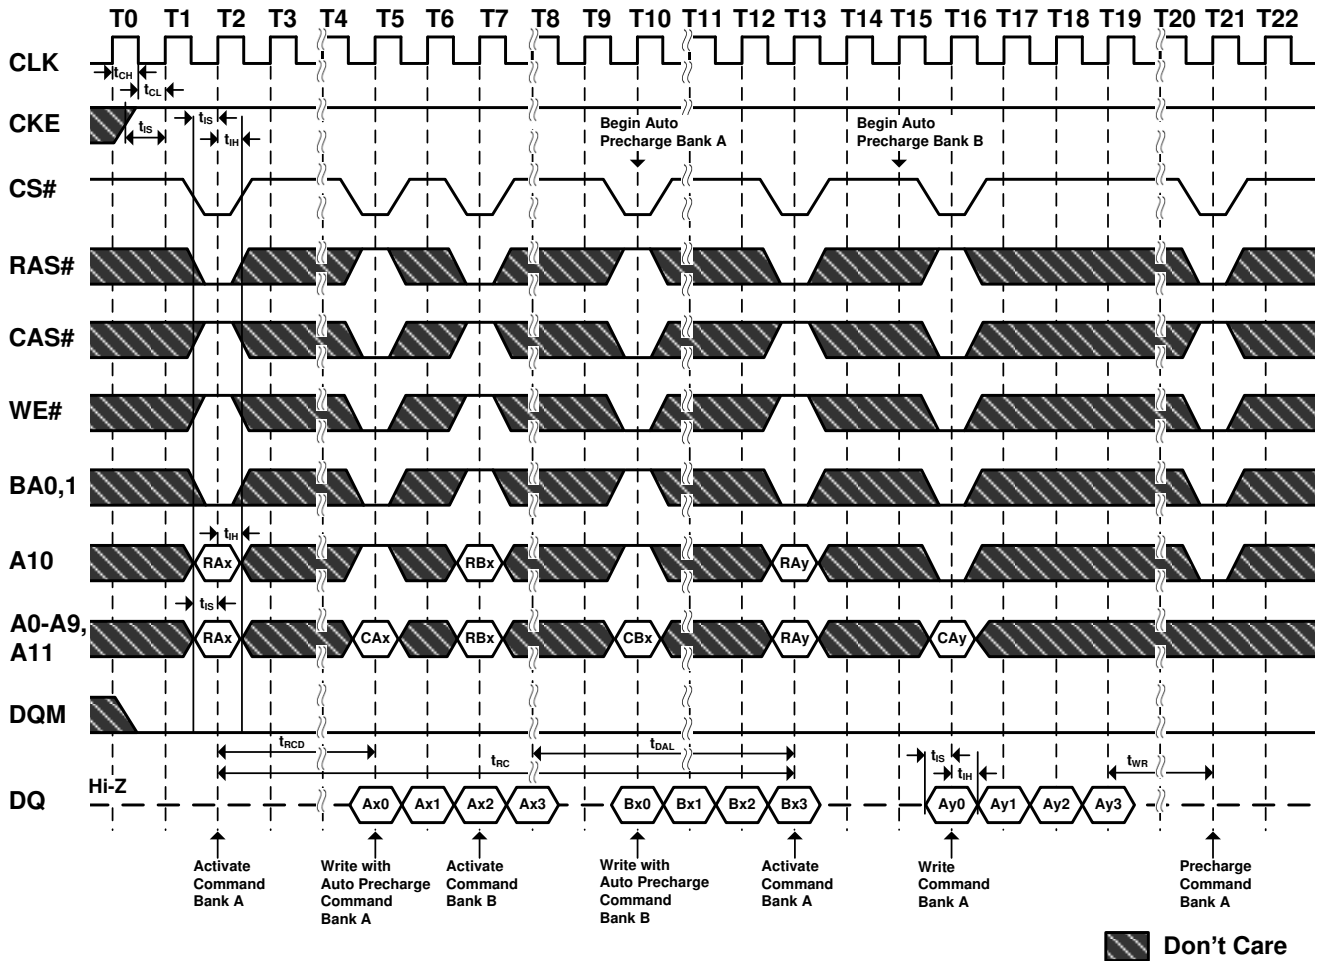 T0 T1 T2 T3 T4 T5 T6 T7 T8 T9 T10 T11 T12 T13 T14 T15 T16 T17 T18 T19 T20 T21 T22
CLK
tCH
tCL
CKE
tIS
tIS
tIH
Begin Auto
Precharge Bank A
Begin Auto
Precharge Bank B
CS#
RAS#
CAS#
WE#
BA0,1
tIH
A10
RAx RBx RAy
tIS
A0-A9,
A11
RAx CAx RBx CBx RAy CAy
DQM
tRCD
tDAL
tRC
tIS
tIH
tWR
Hi-Z
DQ
Ax0 Ax1 Ax2 Ax3 Bx0 Bx1 Bx2 Bx3 Ay0 Ay1 Ay2 Ay3
Activate
Command
Bank A
Write with
Auto Precharge
Command
Bank A
Activate
Command
Bank B
Write with
Auto Precharge
Command
Bank B
Activate
Command
Bank A
Write
Command
Bank A
Precharge
Command
Bank A
Don't Care